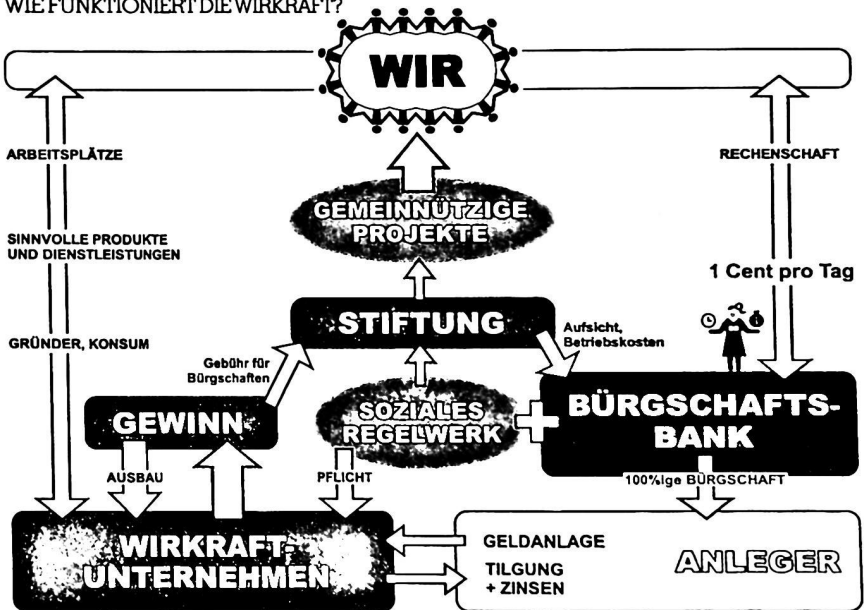 WIE FUNKTIONIERT DIE WIRKRAFT?
WIR
ARBEITSPLÄTZE
RECHENSCHAFT
GEMEINNÜTZIGE
PROJEKTE
SINNVOLLE PRODUKTE
UND DIENSTLEISTUNGEN
1 Cent pro Tag
STIFTUNG
Aufsicht,
Betriebskosten
GRÜNDER, KONSUM
Gebühr für
Bürgschaften
GEWINN
SOZIALES
REGELWERK
+
BÜRGSCHAFTS-
BANK
AUSBAU
PFLICHT
100%ige BÜRGSCHAFT
WIRKRAFT-
UNTERNEHMEN
GELDANLAGE
TILGUNG
+ ZINSEN
ANLEGER